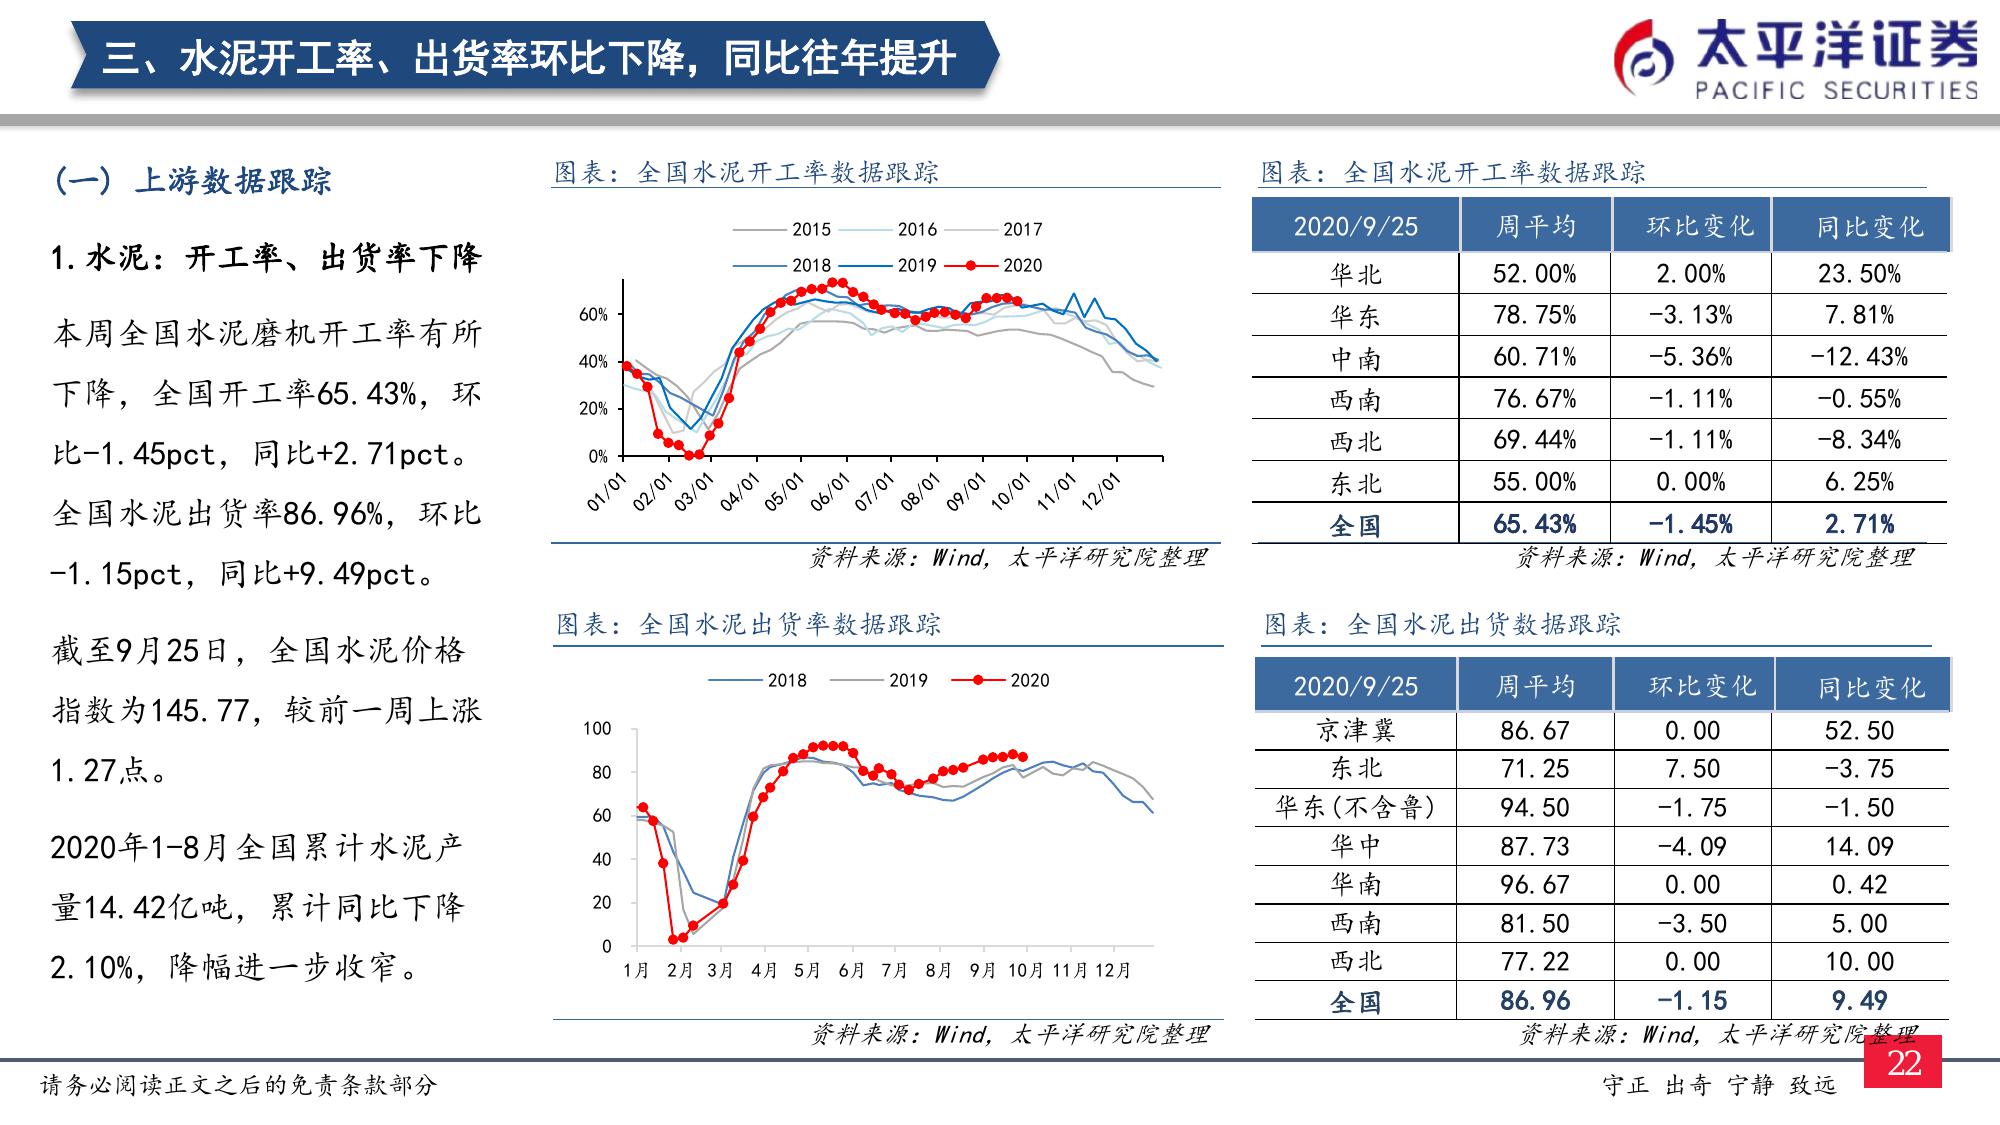 三、水泥开工率、出货率环比下降，同比往年提升
太平洋证券
PACIFIC SECURITIES
(一) 上游数据跟踪
1.水泥：开工率、出货率下降
本周全国水泥磨机开工率有所
下降，全国开工率65.43%，环
比-1.45pct，同比+2.71pct。
全国水泥出货率86.96%，环比
-1.15pct，同比+9.49pct。
截至9月25日，全国水泥价格
指数为145.77，较前一周上涨
1.27点。
2020年1-8月全国累计水泥产
量14.42亿吨，累计同比下降
2.10%，降幅进一步收窄。
图表：全国水泥开工率数据跟踪
2015 2016 2017
2018 2019 2020
60%
40%
20%
0%
01/01 02/01 03/01 04/01 05/01 06/01 07/01 08/01 09/01 10/01 11/01 12/01
资料来源：Wind，太平洋研究院整理
图表：全国水泥开工率数据跟踪
2020/9/25 周平均 环比变化 同比变化
华北 52.00% 2.00% 23.50%
华东 78.75% -3.13% 7.81%
中南 60.71% -5.36% -12.43%
西南 76.67% -1.11% -0.55%
西北 69.44% -1.11% -8.34%
东北 55.00% 0.00% 6.25%
全国 65.43% -1.45% 2.71%
资料来源：Wind，太平洋研究院整理
图表：全国水泥出货率数据跟踪
2018 2019 2020
100
80
60
40
20
0
1月 2月 3月 4月 5月 6月 7月 8月 9月 10月 11月 12月
资料来源：Wind，太平洋研究院整理
图表：全国水泥出货数据跟踪
2020/9/25 周平均 环比变化 同比变化
京津冀 86.67 0.00 52.50
东北 71.25 7.50 -3.75
华东(不含鲁) 94.50 -1.75 -1.50
华中 87.73 -4.09 14.09
华南 96.67 0.00 0.42
西南 81.50 -3.50 5.00
西北 77.22 0.00 10.00
全国 86.96 -1.15 9.49
资料来源：Wind，太平洋研究院整理
请务必阅读正文之后的免责条款部分
守正 出奇 宁静 致远
22